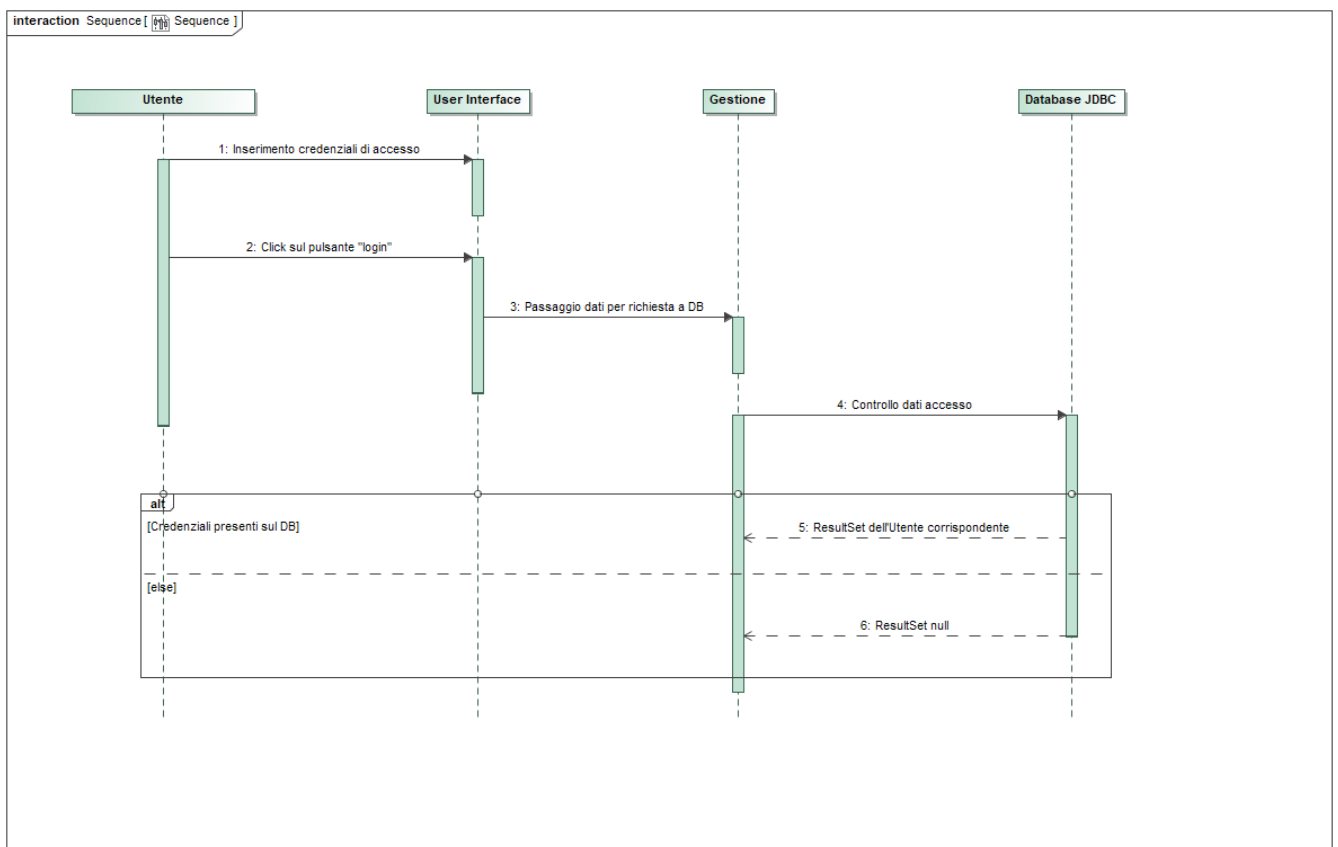 interaction Sequence [ Sequence ]
Utente
User Interface
Gestione
Database JDBC
1: Inserimento credenziali di accesso
2: Click sul pulsante "login"
3: Passaggio dati per richiesta a DB
4: Controllo dati accesso
alt
[Credenziali presenti sul DB]
5: ResultSet dell'Utente corrispondente
[else]
6: ResultSet null